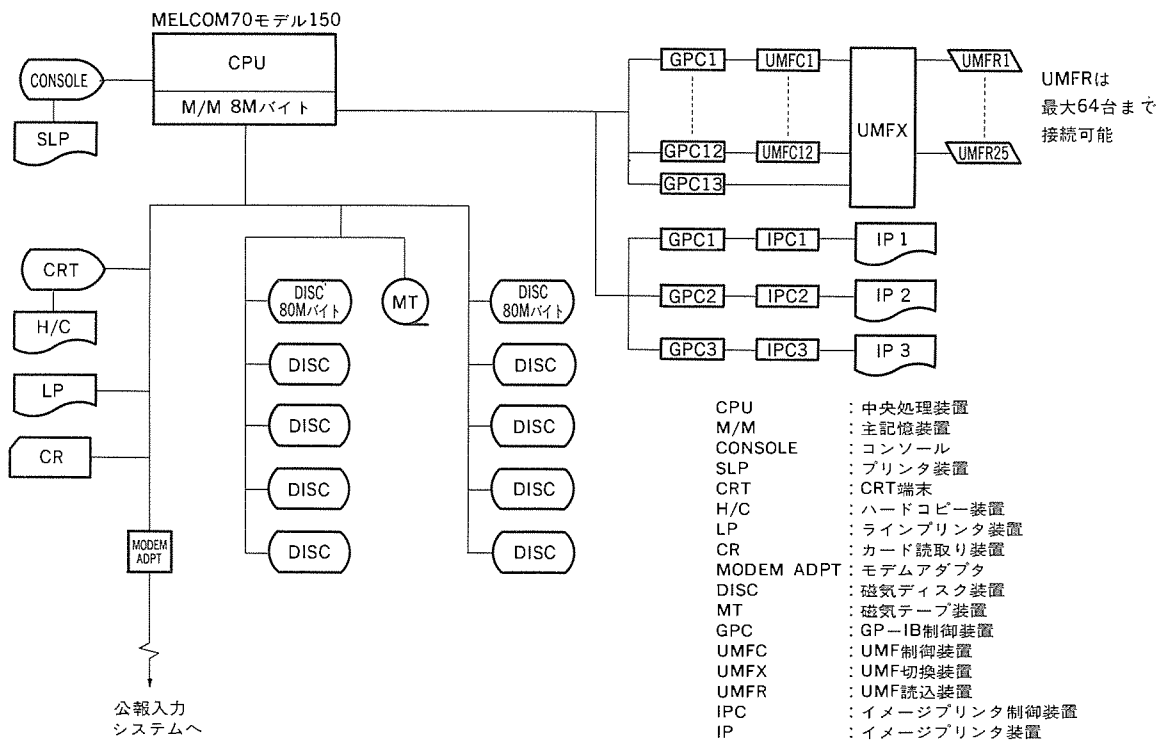 MELCOM70モデル150
CPU
M/M 8Mバイト
CONSOLE
SLP
GPC1 UMFC1 UMFX UMFR1
GPC12 UMFC12 UMFR25
GPC13
UMFRは
最大64台まで
接続可能
GPC1 IPC1 IP 1
GPC2 IPC2 IP 2
GPC3 IPC3 IP 3
CRT
H/C
LP
CR
MODEM
ADPT
公報入力
システムへ
DISC
80Mバイト
DISC
DISC
DISC
DISC
MT
DISC
80Mバイト
DISC
DISC
DISC
DISC
CPU : 中央処理装置
M/M : 主記憶装置
CONSOLE : コンソール
SLP : プリンタ装置
CRT : CRT端末
H/C : ハードコピー装置
LP : ラインプリンタ装置
CR : カード読取り装置
MODEM ADPT : モデムアダプタ
DISC : 磁気ディスク装置
MT : 磁気テープ装置
GPC : GP-IB制御装置
UMFC : UMF制御装置
UMFX : UMF切換装置
UMFR : UMF読込装置
IPC : イメージプリンタ制御装置
IP : イメージプリンタ装置